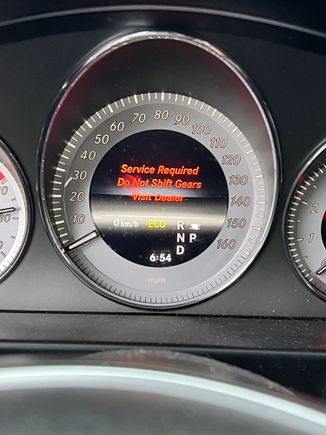 Service Required
Do Not Shift Gears
Visit Dealer
0 km/h ECO
R
N P
D
6:54
10
20
30
40
50
60
70
80
90
100
110
120
130
140
150
160
mph